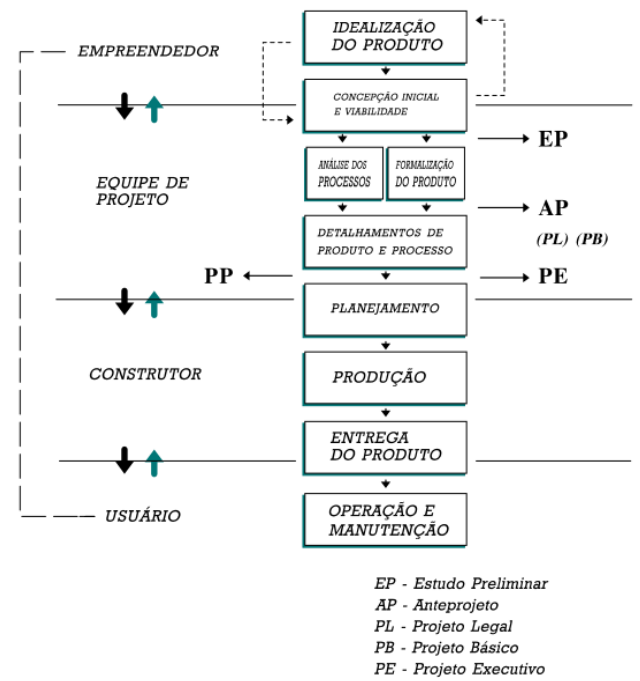 IDEALIZAÇÃO
DO PRODUTO
EMPREENDEDOR
CONCEPÇÃO INICIAL
E VIABILIDADE
EP
ANÁLISE DOS
PROCESSOS
FORMALIZAÇÃO
DO PRODUTO
EQUIPE DE
PROJETO
AP
(PL) (PB)
DETALHAMENTOS DE
PRODUTO E PROCESSO
PP
PE
PLANEJAMENTO
CONSTRUTOR
PRODUÇÃO
ENTREGA
DO PRODUTO
USUÁRIO
OPERAÇÃO E
MANUTENÇÃO
EP - Estudo Preliminar
AP - Anteprojeto
PL - Projeto Legal
PB - Projeto Básico
PE - Projeto Executivo